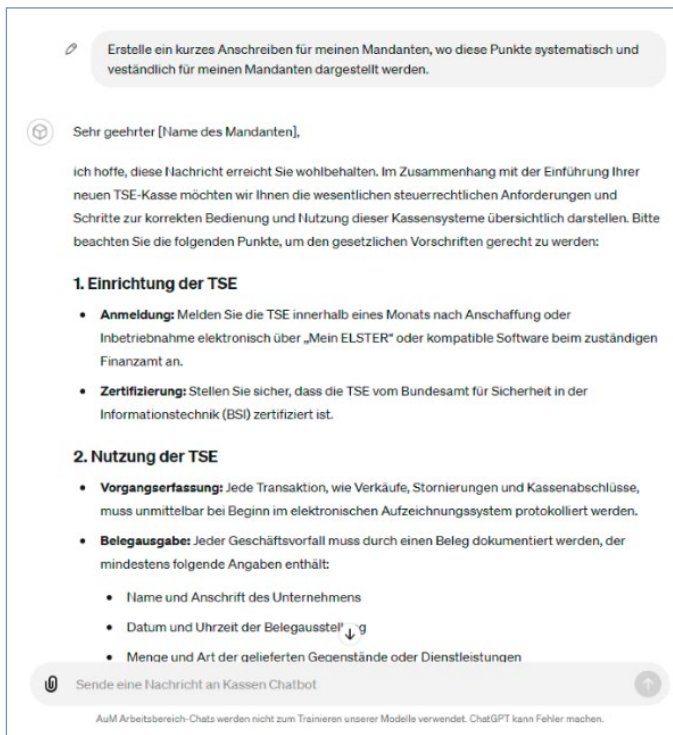 Erstelle ein kurzes Anschreiben für meinen Mandanten, wo diese Punkte systematisch und
veständlich für meinen Mandanten dargestellt werden.
Sehr geehrter [Name des Mandanten],
ich hoffe, diese Nachricht erreicht Sie wohlbehalten. Im Zusammenhang mit der Einführung Ihrer
neuen TSE-Kasse möchten wir Ihnen die wesentlichen steuerrechtlichen Anforderungen und
Schritte zur korrekten Bedienung und Nutzung dieser Kassensysteme übersichtlich darstellen. Bitte
beachten Sie die folgenden Punkte, um den gesetzlichen Vorschriften gerecht zu werden:
1. Einrichtung der TSE
• Anmeldung: Melden Sie die TSE innerhalb eines Monats nach Anschaffung oder
Inbetriebnahme elektronisch über „Mein ELSTER“ oder kompatible Software beim zuständigen
Finanzamt an.
• Zertifizierung: Stellen Sie sicher, dass die TSE vom Bundesamt für Sicherheit in der
Informationstechnik (BSI) zertifiziert ist.
2. Nutzung der TSE
• Vorgangserfassung: Jede Transaktion, wie Verkäufe, Stornierungen und Kassenabschlüsse,
muss unmittelbar bei Beginn im elektronischen Aufzeichnungssystem protokolliert werden.
• Belegausgabe: Jeder Geschäftsvorfall muss durch einen Beleg dokumentiert werden, der
mindestens folgende Angaben enthält:
• Name und Anschrift des Unternehmens
• Datum und Uhrzeit der
• Menge und Art der gelieferten Gegenstände oder Dienstleistungen
Sende eine Nachricht an Kassen Chatbot
AuM Arbeitsbereich-Chats werden nicht zum Trainieren unserer Modelle verwendet. ChatGPT kann Fehler machen.